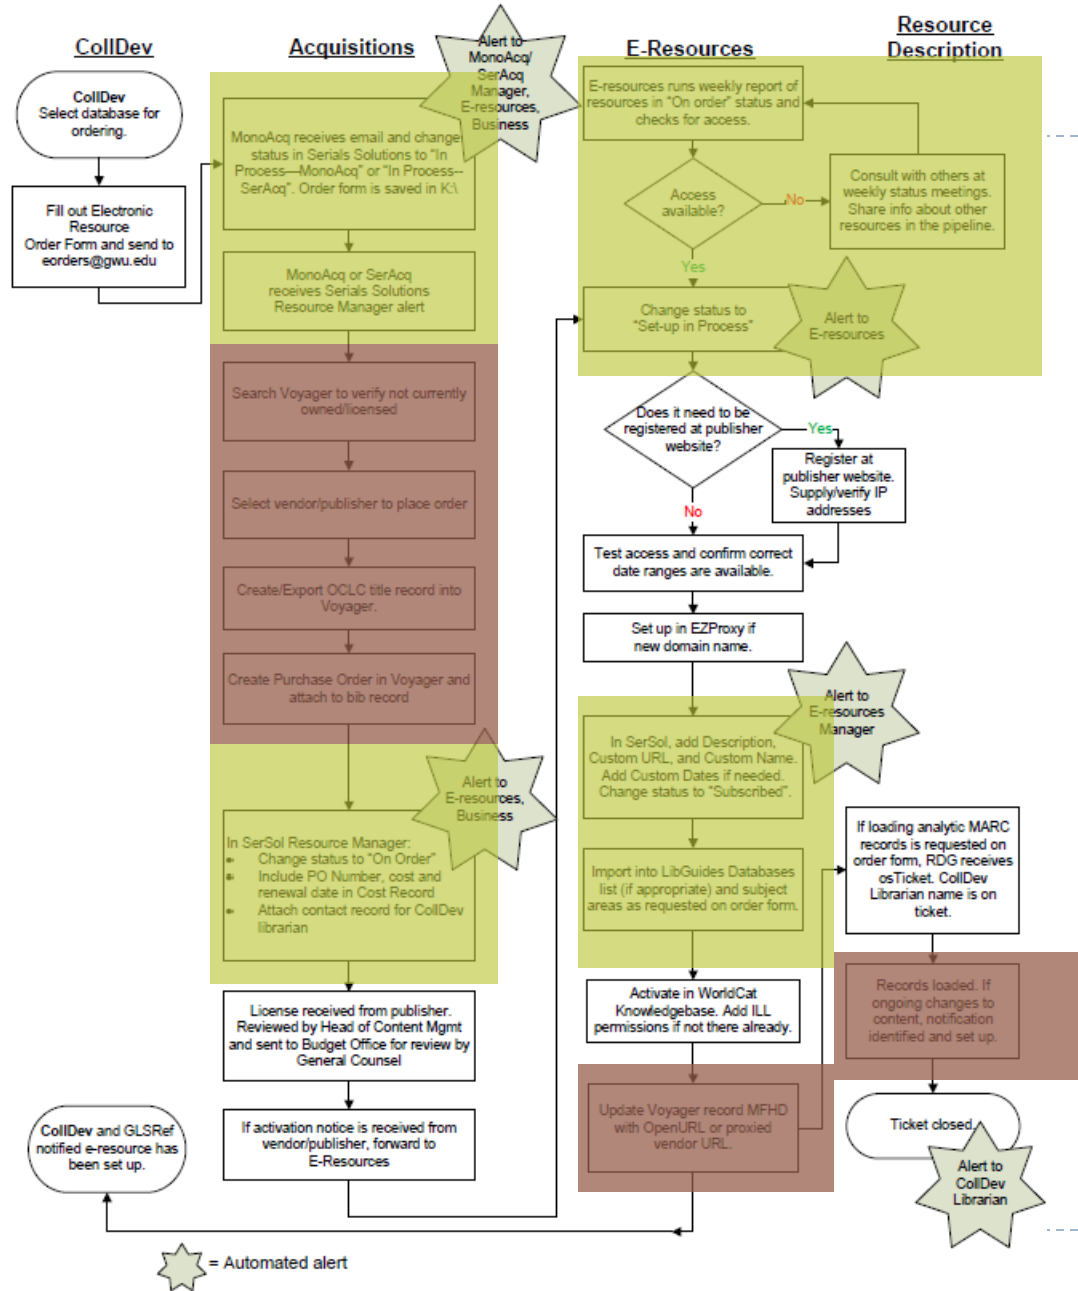 CollDev
Acquisitions
E-Resources
Resource
Description
CollDev
Select database for
ordering.
Fill out Electronic
Resource
Order Form and send to
eorders@gwu.edu
Alert to
MonoAcq/
SerAcq
Manager,
E-resources,
Business
MonoAcq receives email and change
status in Serials Solutions to "In
Process—MonoAcq" or "In Process--
SerAcq". Order form is saved in K:\
MonoAcq or SerAcq
receives Serials Solutions
Resource Manager alert
Search Voyager to verify not currently
owned/licensed
Select vendor/publisher to place order
Create/Export OCLC title record into
Voyager.
Create Purchase Order in Voyager and
attach to bib record
Alert to
E-resources,
Business
In SerSol Resource Manager:
Change status to "On Order"
Include PO Number, cost and
renewal date in Cost Record
Attach contact record for CollDev
librarian
License received from publisher.
Reviewed by Head of Content Mgmt
and sent to Budget Office for review by
General Counsel
If activation notice is received from
vendor/publisher, forward to
E-Resources
E-resources runs weekly report of
resources in "On order" status and
checks for access.
Access
available?
No
Consult with others at
weekly status meetings.
Share info about other
resources in the pipeline.
Yes
Change status to
"Set-up in Process"
Alert to
E-resources
Does it need to be
registered at publisher
website?
Yes
Register at
publisher website.
Supply/verify IP
addresses
No
Test access and confirm correct
date ranges are available.
Set up in EZProxy if
new domain name.
Alert to
E-resources
Manager
In SerSol, add Description,
Custom URL, and Custom Name.
Add Custom Dates if needed.
Change status to "Subscribed".
Import into LibGuides Databases
list (if appropriate) and subject
areas as requested on order form.
Activate in WorldCat
Knowledgebase. Add ILL
permissions if not there already.
Update Voyager record MFHD
with OpenURL or proxied
vendor URL.
If loading analytic MARC
records is requested on
order form, RDG receives
osTicket. CollDev
Librarian name is on
ticket.
Records loaded. If
ongoing changes to
content, notification
identified and set up.
Ticket closed.
Alert to
CollDev
Librarian
CollDev and GLSRef
notified e-resource has
been set up.
= Automated alert